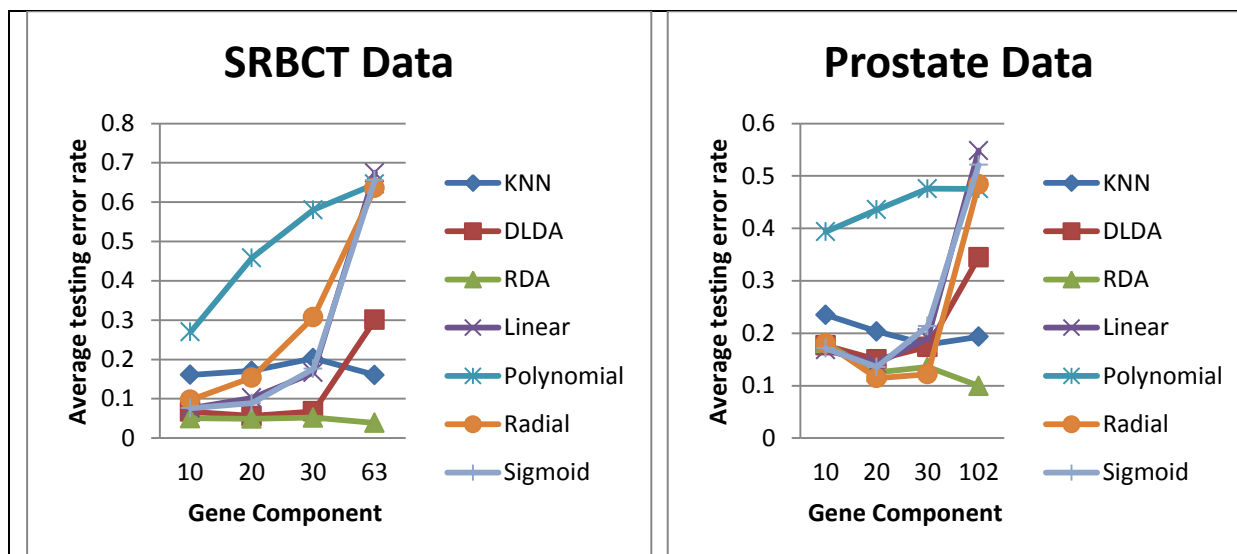 SRBCT Data
Average testing error rate
0.8
0.7
0.6
0.5
0.4
0.3
0.2
0.1
0
10 20 30 63
Gene Component
KNN
DLDA
RDA
Linear
Polynomial
Radial
Sigmoid
Prostate Data
Average testing error rate
0.6
0.5
0.4
0.3
0.2
0.1
0
10 20 30 102
Gene Component
KNN
DLDA
RDA
Linear
Polynomial
Radial
Sigmoid